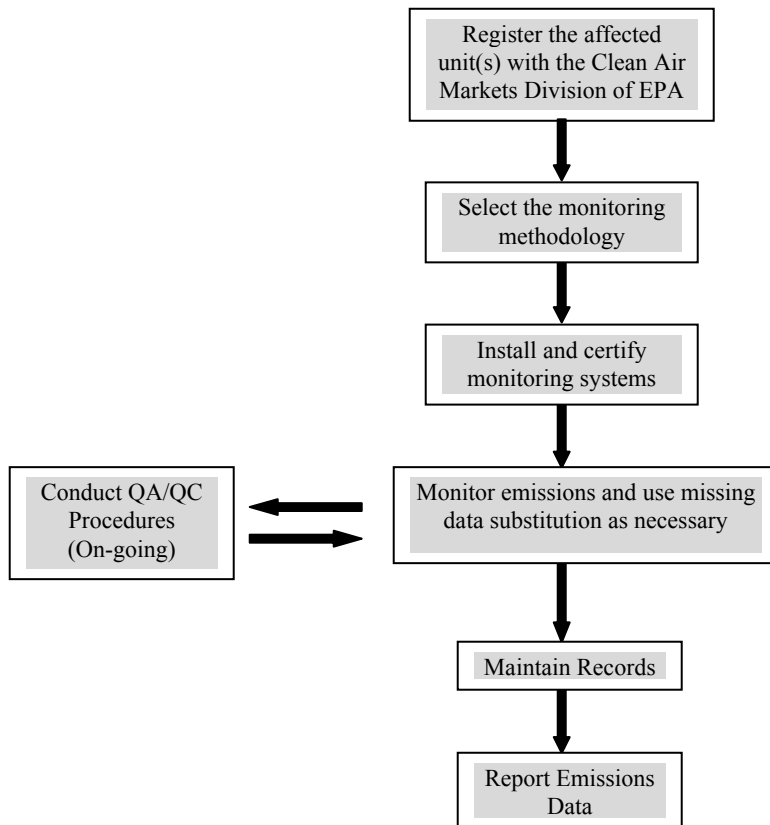 Register the affected
unit(s) with the Clean Air
Markets Division of EPA
Select the monitoring
methodology
Install and certify
monitoring systems
Conduct QA/QC
Procedures
(On-going)
Monitor emissions and use missing
data substitution as necessary
Maintain Records
Report Emissions
Data